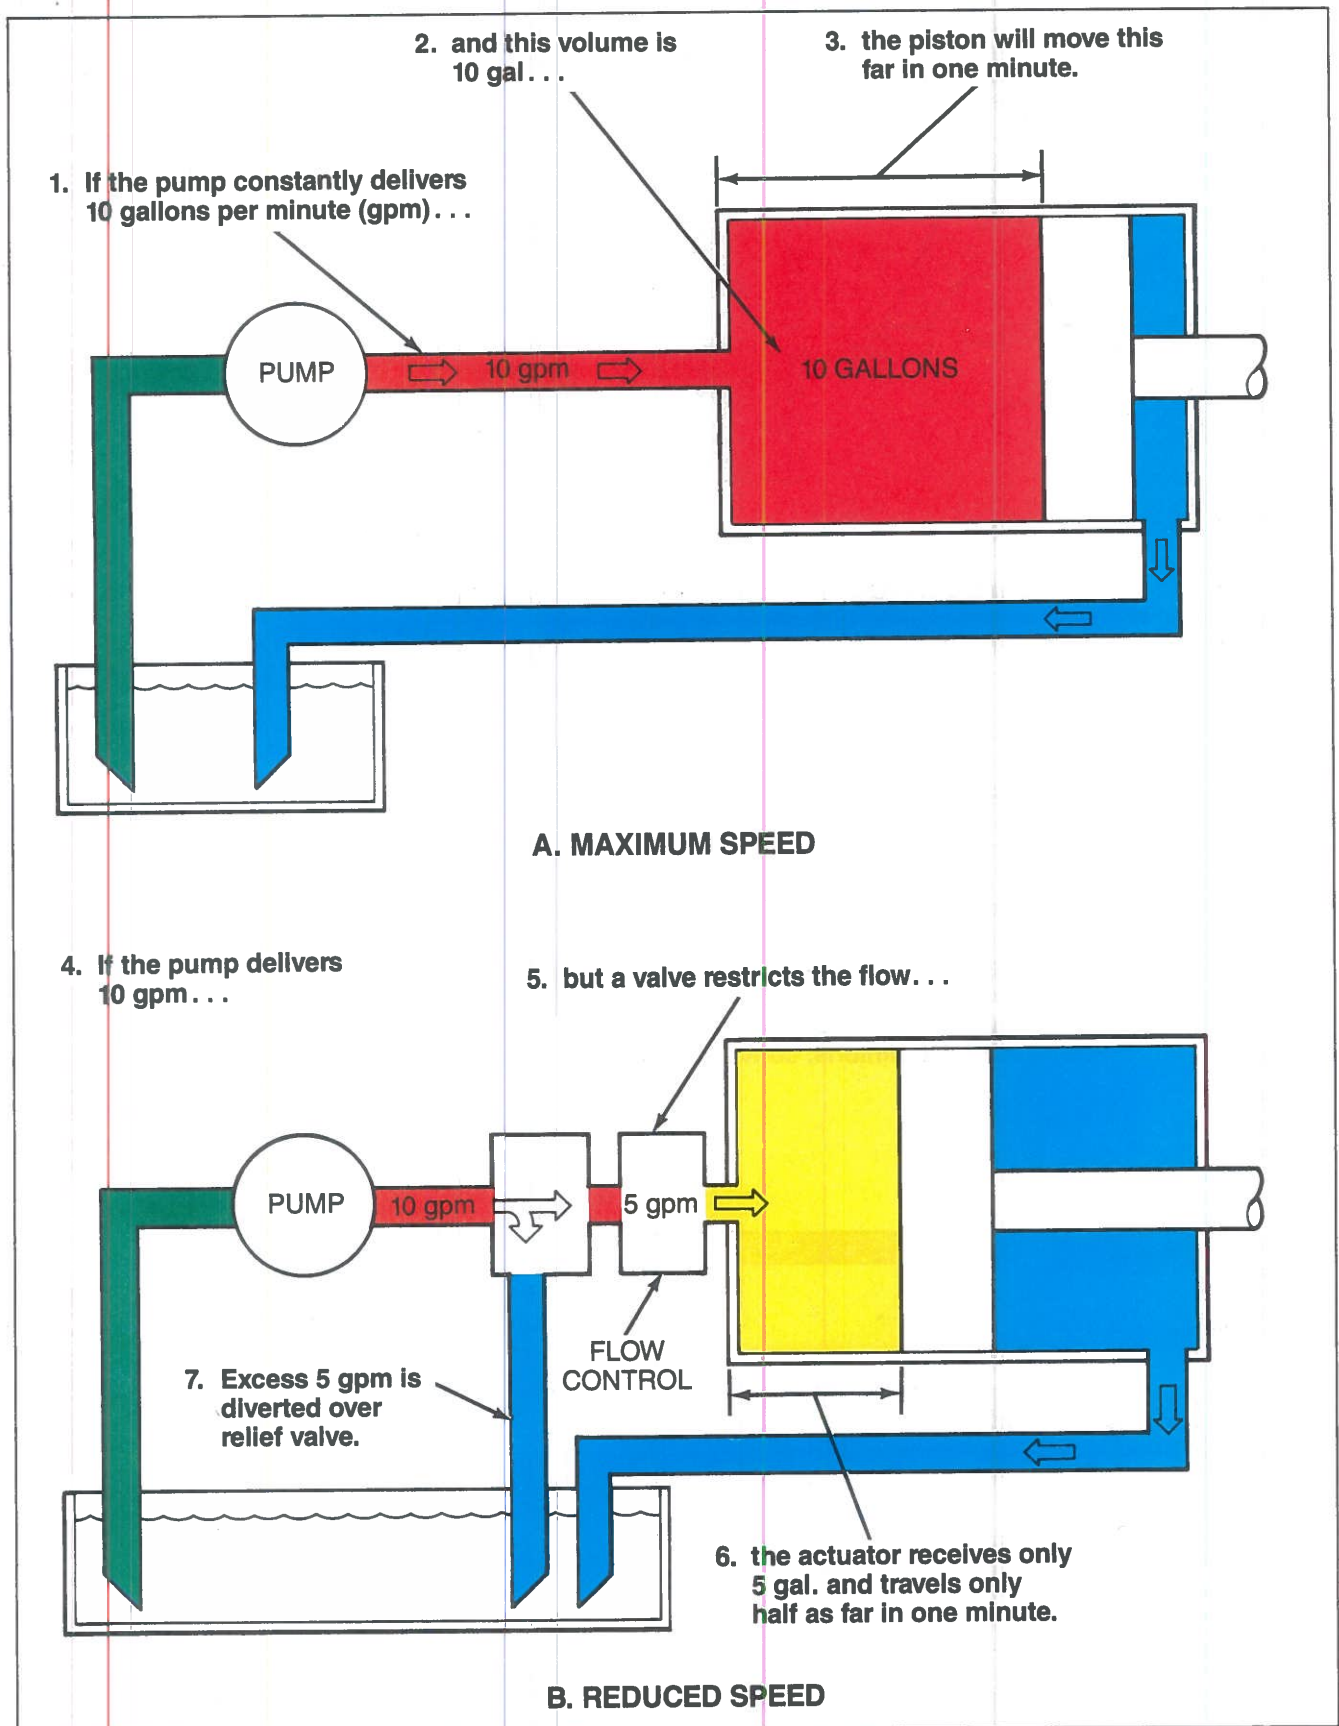 2. and this volume is
10 gal...
3. the piston will move this
far in one minute.
1. If the pump constantly delivers
10 gallons per minute (gpm)...
PUMP
10 gpm
10 GALLONS
A. MAXIMUM SPEED
4. If the pump delivers
10 gpm...
5. but a valve restricts the flow...
PUMP
10 gpm
5 gpm
FLOW
CONTROL
7. Excess 5 gpm is
diverted over
relief valve.
6. the actuator receives only
5 gal. and travels only
half as far in one minute.
B. REDUCED SPEED